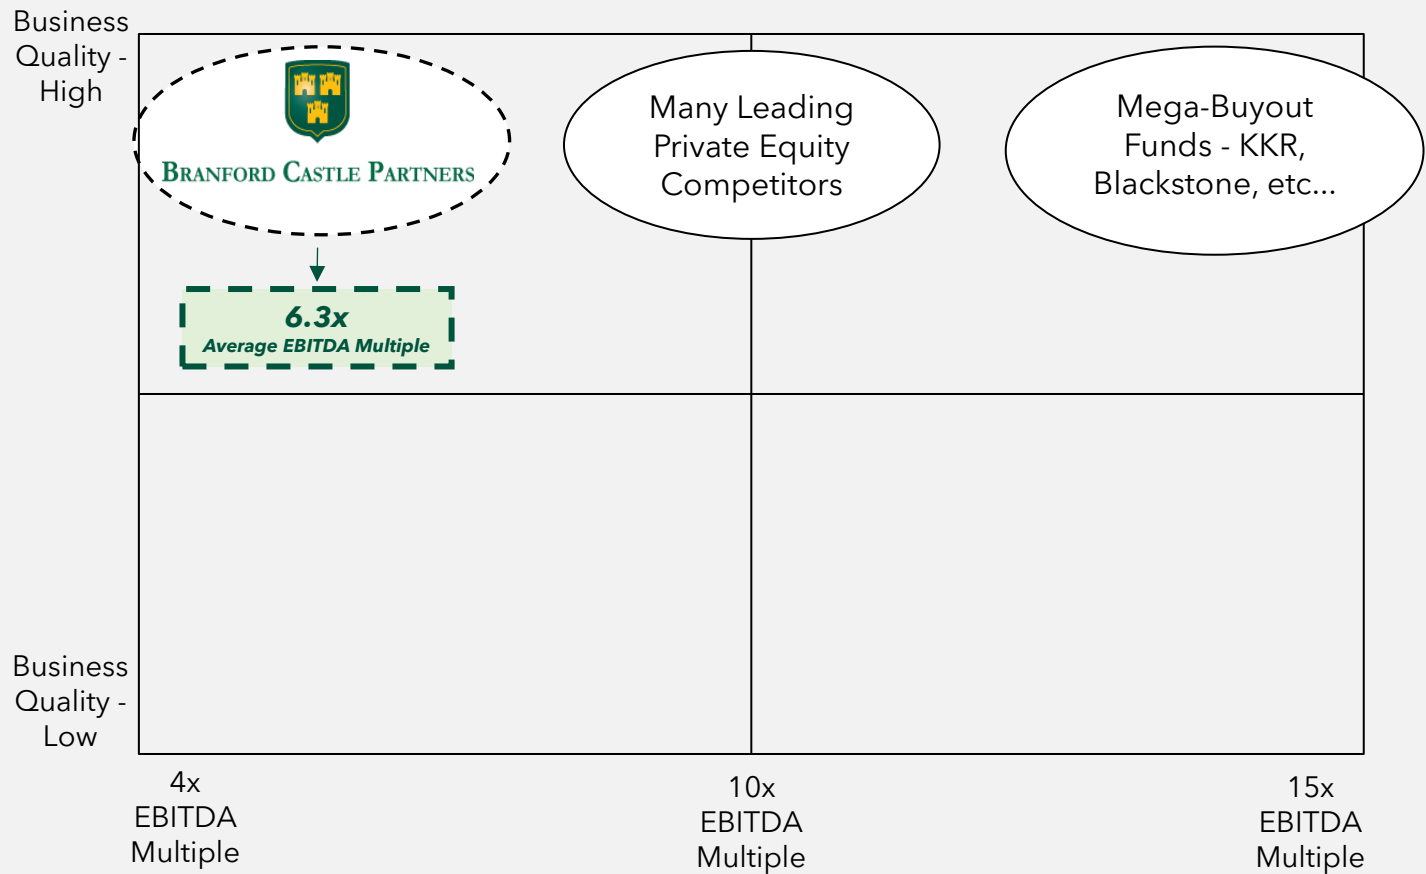 Business
Quality -
High
BRANFORD CASTLE PARTNERS
Many Leading
Private Equity
Competitors
Mega-Buyout
Funds - KKR,
Blackstone, etc...
6.3x
Average EBITDA Multiple
Business
Quality -
Low
4x
EBITDA
Multiple
10x
EBITDA
Multiple
15x
EBITDA
Multiple